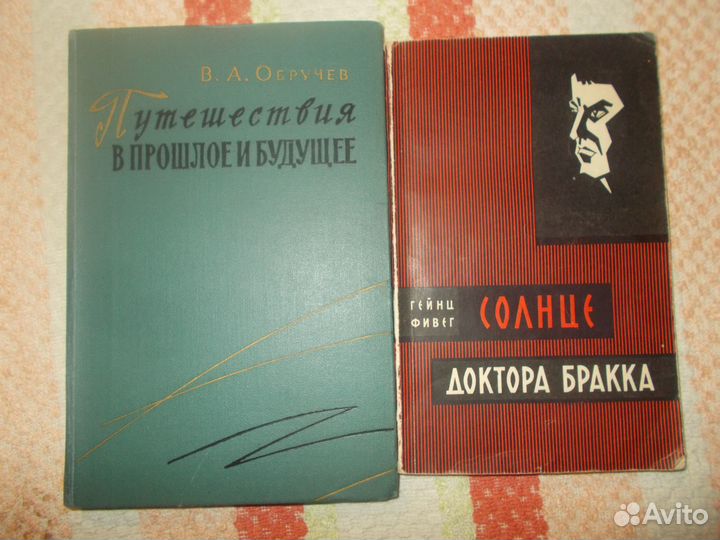 В. А. Обручев
Путешествия
В ПРОШЛОЕ И БУДУЩЕЕ
ГЕЙНЦ
ФИВЕГ
СОЛНЦЕ
ДОКТОРА БРАККА
Avito